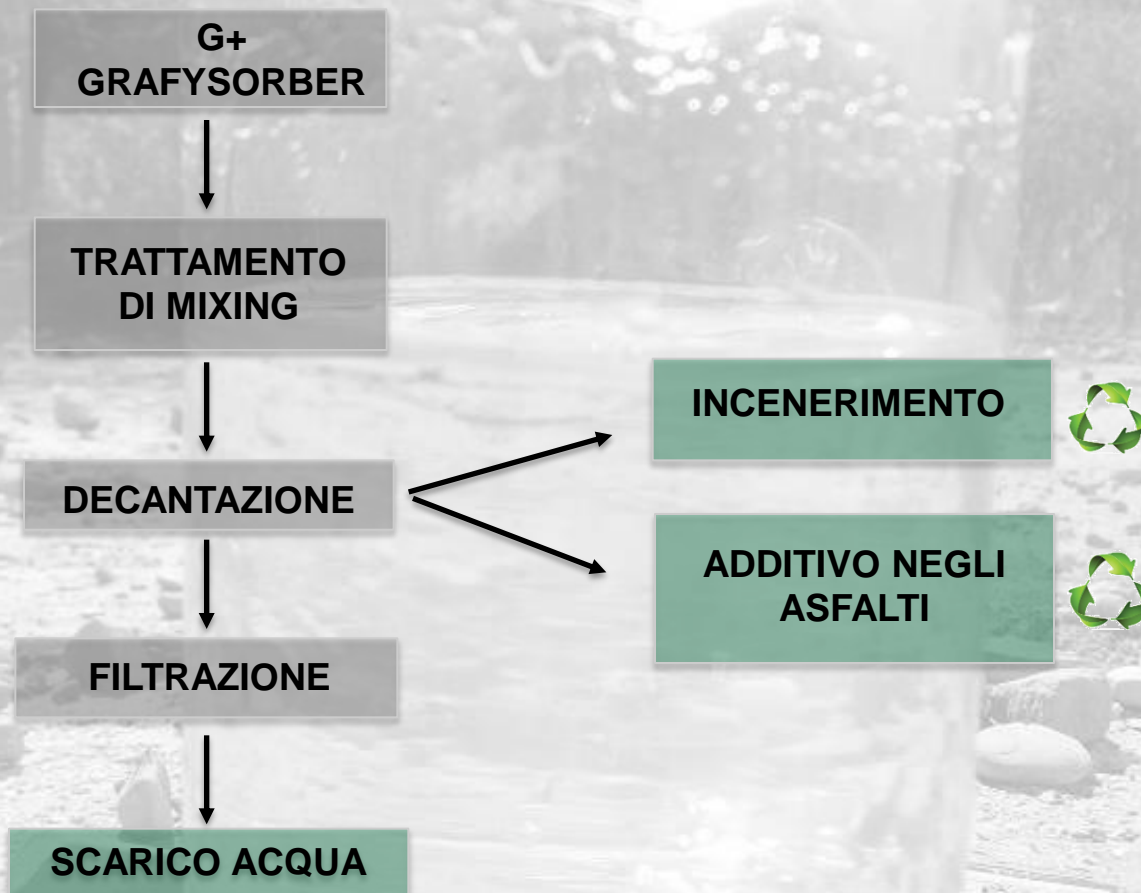 G+
GRAFYSORBER
TRATTAMENTO
DI MIXING
DECANTAZIONE
FILTRAZIONE
SCARICO ACQUA
INCENERIMENTO
ADDITIVO NEGLI
ASFALTI